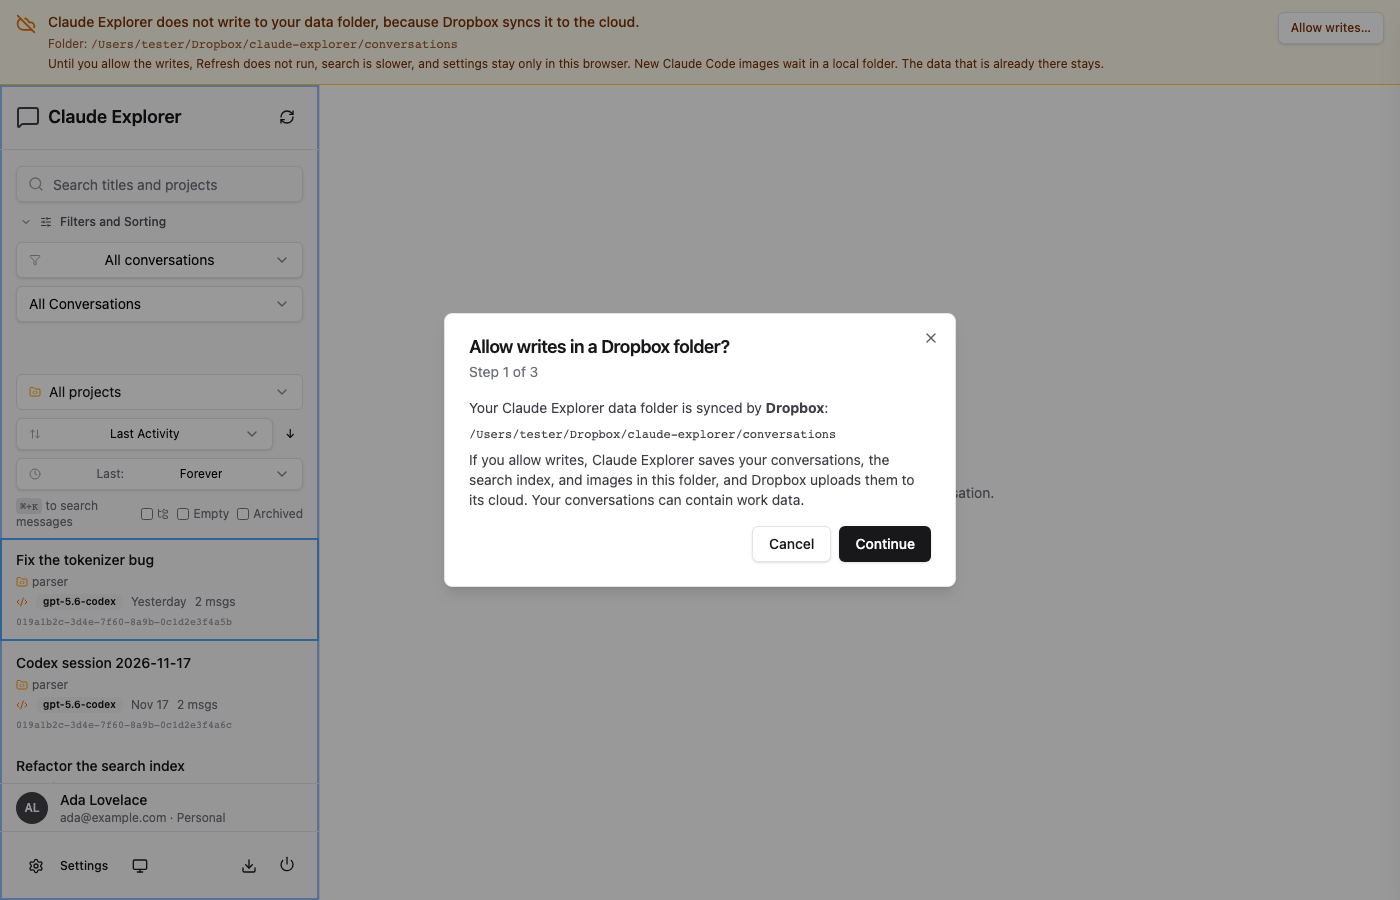 Claude Explorer does not write to your data folder, because Dropbox syncs it to the cloud.
Folder: /Users/tester/Dropbox/claude-explorer/conversations
Until you allow the writes, Refresh does not run, search is slower, and settings stay only in this browser. New Claude Code images wait in a local folder. The data that is already there stays.
Allow writes...
Claude Explorer
Search titles and projects
Filters and Sorting
All conversations
All Conversations
All projects
Last Activity
Last: Forever
⌘+K to search messages
Empty
Archived
Fix the tokenizer bug
parser
gpt-5.6-codex Yesterday 2 msgs
019a1b2c-3d4e-7f60-8a9b-0c1d2e3f4a5b
Codex session 2026-11-17
parser
gpt-5.6-codex Nov 17 2 msgs
019a1b2c-3d4e-7f60-8a9b-0c1d2e3f4a6c
Refactor the search index
AL
Ada Lovelace
ada@example.com · Personal
Settings
Allow writes in a Dropbox folder?
Step 1 of 3
Your Claude Explorer data folder is synced by Dropbox:
/Users/tester/Dropbox/claude-explorer/conversations
If you allow writes, Claude Explorer saves your conversations, the
search index, and images in this folder, and Dropbox uploads them to
its cloud. Your conversations can contain work data.
Cancel
Continue